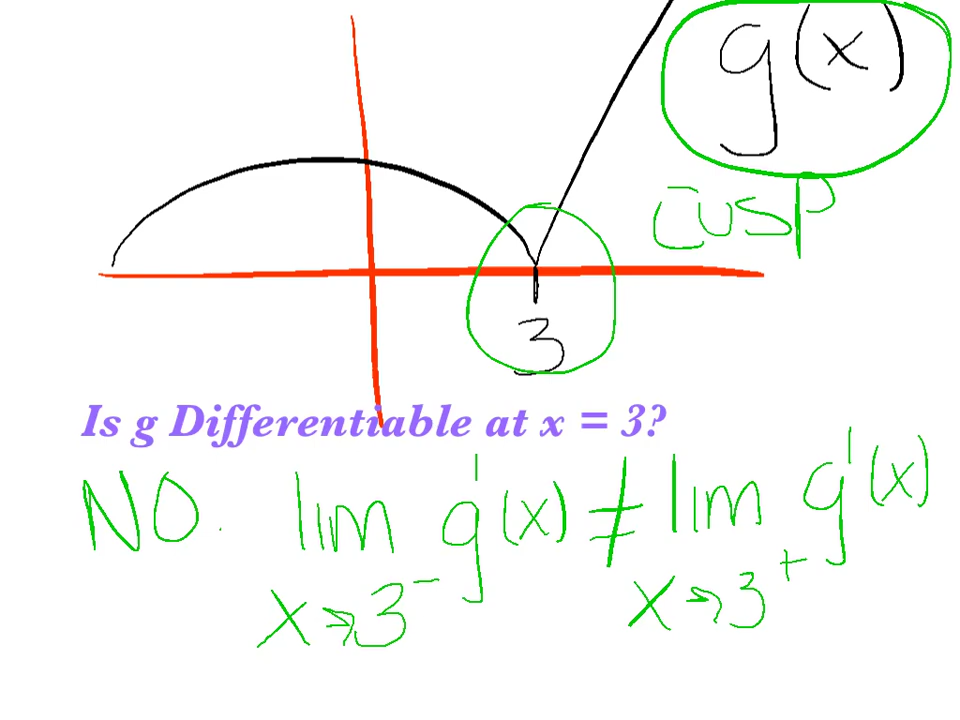 g(x)
CUSP
3
Is g Differentiable at x = 3?
NO. lim g'(x) ≠ lim g'(x)
x→3⁻ x→3⁺